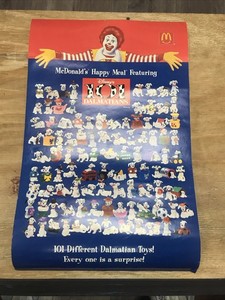 McDonald's Happy Meal Featuring
Disney's
101
DALMATIANS
101 Different Dalmatian Toys!
Every one is a surprise!